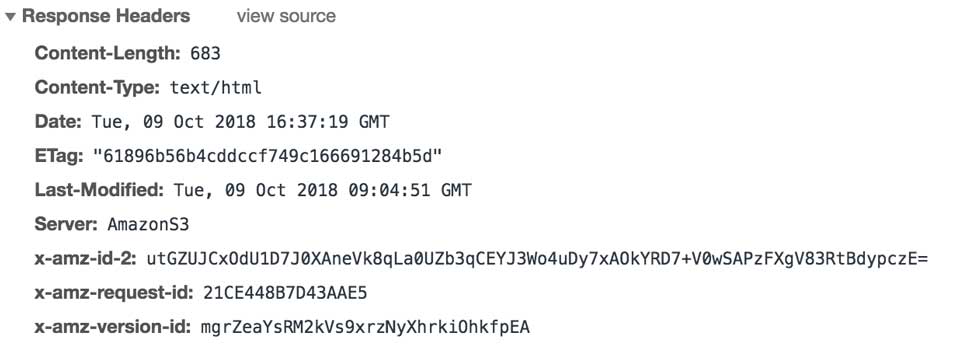 Response Headers view source
Content-Length: 683
Content-Type: text/html
Date: Tue, 09 Oct 2018 16:37:19 GMT
ETag: "61896b56b4cddccf749c166691284b5d"
Last-Modified: Tue, 09 Oct 2018 09:04:51 GMT
Server: AmazonS3
x-amz-id-2: utGZUJCxOdU1D7J0XAneVk8qLa0UZb3qCEYJ3Wo4uDy7xAOkYRD7+V0wSAPzFXgV83RtBdypczE=
x-amz-request-id: 21CE448B7D43AAE5
x-amz-version-id: mgrZeaYsRM2kVs9xrzNyXhrkiOhkfpEA